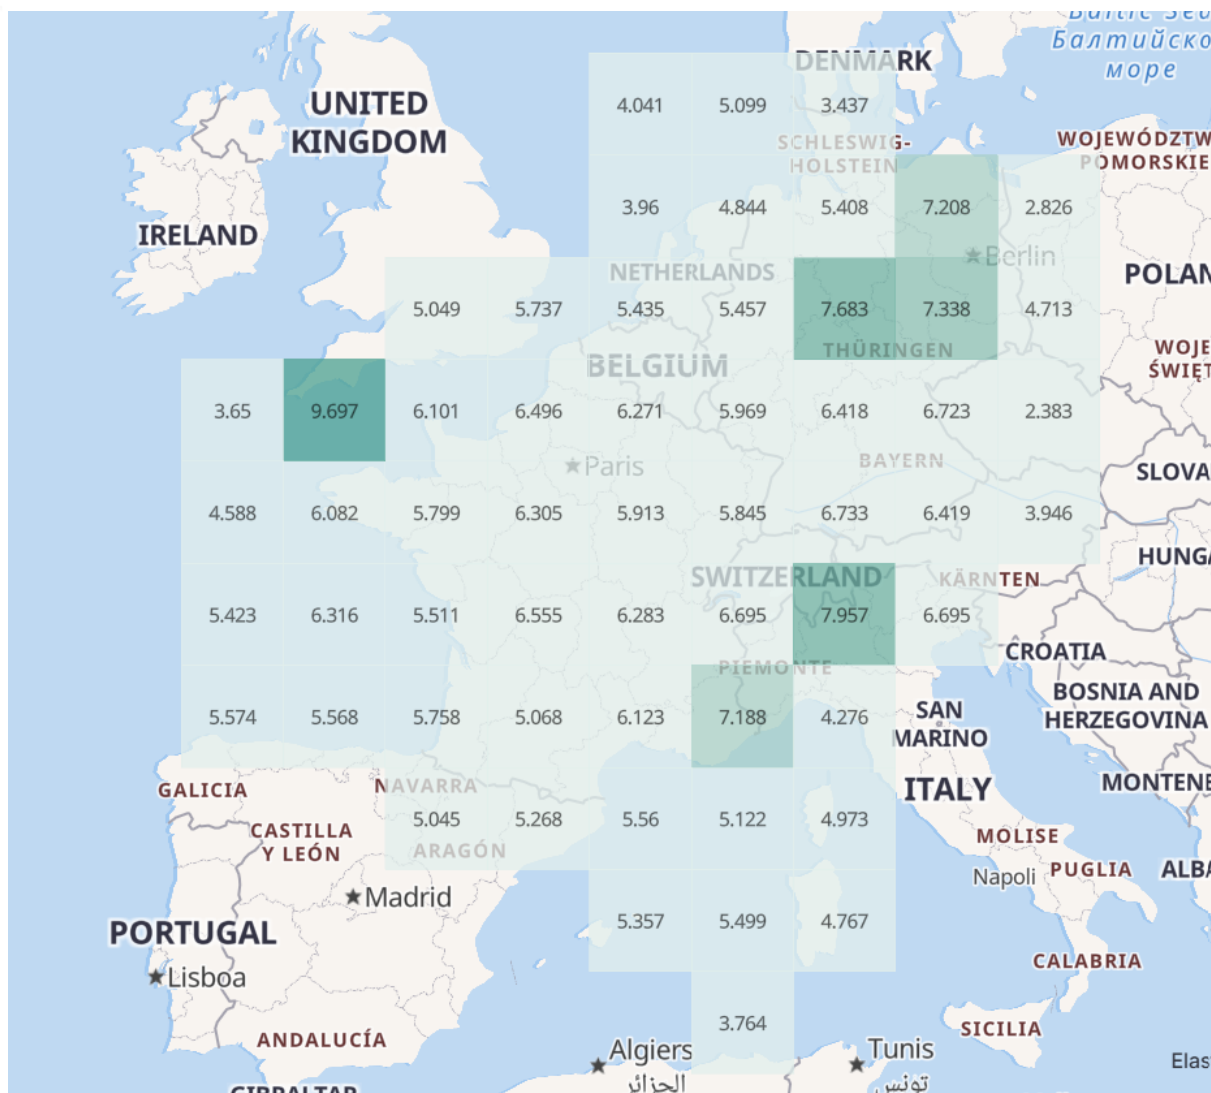 Baltic Sea
Балтийско
море
DENMARK
UNITED
KINGDOM
4.041 5.099 3.437
SCHLESWIG-
HOLSTEIN
WOJEWÓDZTW
POMORSKIE
IRELAND
3.96 4.844 5.408 7.208 2.826
Berlin
NETHERLANDS
POLAN
5.049 5.737 5.435 5.457 7.683 7.338 4.713
THÜRINGEN
WOJE
ŚWIĘT
BELGIUM
3.65 9.697 6.101 6.496 6.271 5.969 6.418 6.723 2.383
Paris
BAYERN
SLOVA
4.588 6.082 5.799 6.305 5.913 5.845 6.733 6.419 3.946
HUNGA
SWITZERLAND
KÄRNTEN
5.423 6.316 5.511 6.555 6.283 6.695 7.957 6.695
CROATIA
PIEMONTE
BOSNIA AND
HERZEGOVINA
5.574 5.568 5.758 5.068 6.123 7.188 4.276
SAN
MARINO
GALICIA
NAVARRA
ITALY
MONTENE
5.045 5.268 5.56 5.122 4.973
CASTILLA
Y LEÓN
ARAGÓN
MOLISE
Napoli
PUGLIA
ALBA
Madrid
PORTUGAL
5.357 5.499 4.767
Lisboa
CALABRIA
3.764
ANDALUCÍA
SICILIA
Algiers
الجزائر
Tunis
تونس
Elas
GIBRALTAR